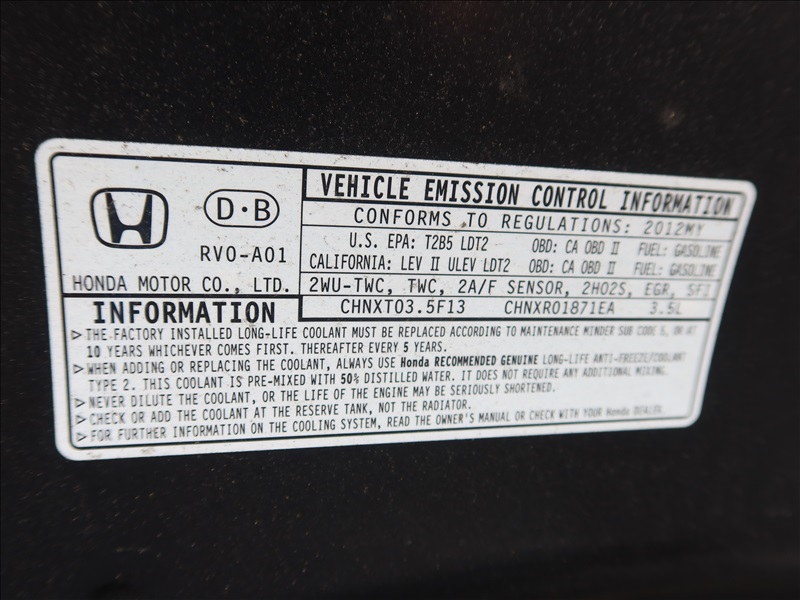 D·B
RV0-A01
HONDA MOTOR CO., LTD.
VEHICLE EMISSION CONTROL INFORMATION
CONFORMS TO REGULATIONS: 2012MY
U.S. EPA: T2B5 LDT2 OBD: CA OBD II FUEL: GASOLINE
CALIFORNIA: LEV II ULEV LDT2 OBD: CA OBD II FUEL: GASOLINE
2WU-TWC, TWC, 2A/F SENSOR, 2HO2S, EGR, SFI
CHNXT03.5F13 CHNXR01871EA 3.5L
INFORMATION
▷THE FACTORY INSTALLED LONG-LIFE COOLANT MUST BE REPLACED ACCORDING TO MAINTENANCE MINDER SUB CODE 5, OR AT
10 YEARS WHICHEVER COMES FIRST. THEREAFTER EVERY 5 YEARS.
▷WHEN ADDING OR REPLACING THE COOLANT, ALWAYS USE Honda RECOMMENDED GENUINE LONG-LIFE ANTI-FREEZE/COOLANT
TYPE 2. THIS COOLANT IS PRE-MIXED WITH 50% DISTILLED WATER. IT DOES NOT REQUIRE ANY ADDITIONAL MIXING.
▷NEVER DILUTE THE COOLANT, OR THE LIFE OF THE ENGINE MAY BE SERIOUSLY SHORTENED.
▷CHECK OR ADD THE COOLANT AT THE RESERVE TANK, NOT THE RADIATOR.
▷FOR FURTHER INFORMATION ON THE COOLING SYSTEM, READ THE OWNER'S MANUAL OR CHECK WITH YOUR Honda DEALER.